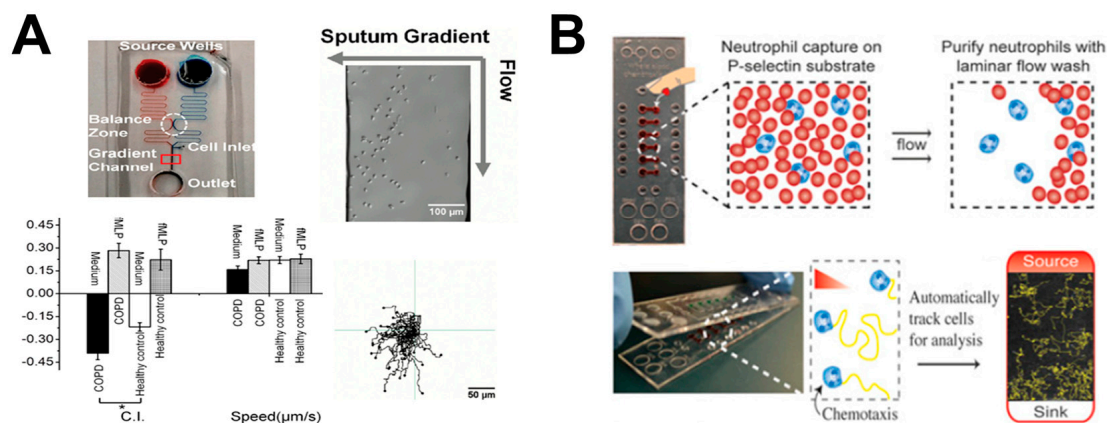 A
Source Wells
Balance
Zone
Cell Inlet
Gradient
Channel
Outlet
Sputum Gradient
Flow
100 µm
0.45
0.30
0.15
0.00
-0.15
-0.30
-0.45
Medium
fMLP
Medium
fMLP
Medium
fMLP
Medium
fMLP
COPD
COPD
Healthy control
Healthy control
COPD
COPD
Healthy control
Healthy control
*
C.I.
Speed(µm/s)
50 µm
B
Neutrophil capture on
P-selectin substrate
Purify neutrophils with
laminar flow wash
flow
Automatically
track cells
for analysis
Chemotaxis
Source
Sink